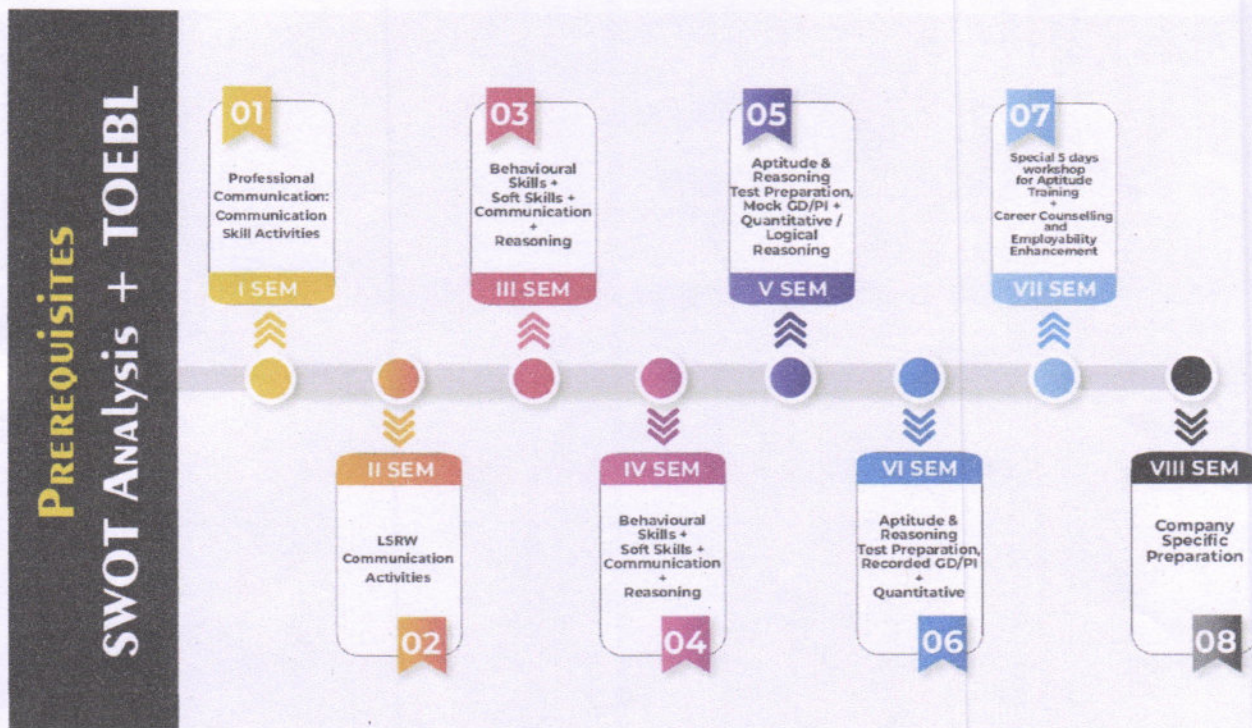 PREREQUISITES
SWOT ANALYSIS + TOEBL
01
Professional
Communication:
Communication
Skill Activities
I SEM
II SEM
LSRW
Communication
Activities
02
03
Behavioural
Skills +
Soft Skills +
Communication
+
Reasoning
III SEM
IV SEM
Behavioural
Skills +
Soft Skills +
Communication
+
Reasoning
04
05
Aptitude &
Reasoning
Test Preparation,
Mock GD/PI +
Quantitative /
Logical
Reasoning
V SEM
VI SEM
Aptitude &
Reasoning
Test Preparation,
Recorded GD/PI
+
Quantitative
06
07
Special 5 days
workshop
for Aptitude
Training
+
Career Counselling
and
Employability
Enhancement
VII SEM
VIII SEM
Company
Specific
Preparation
08